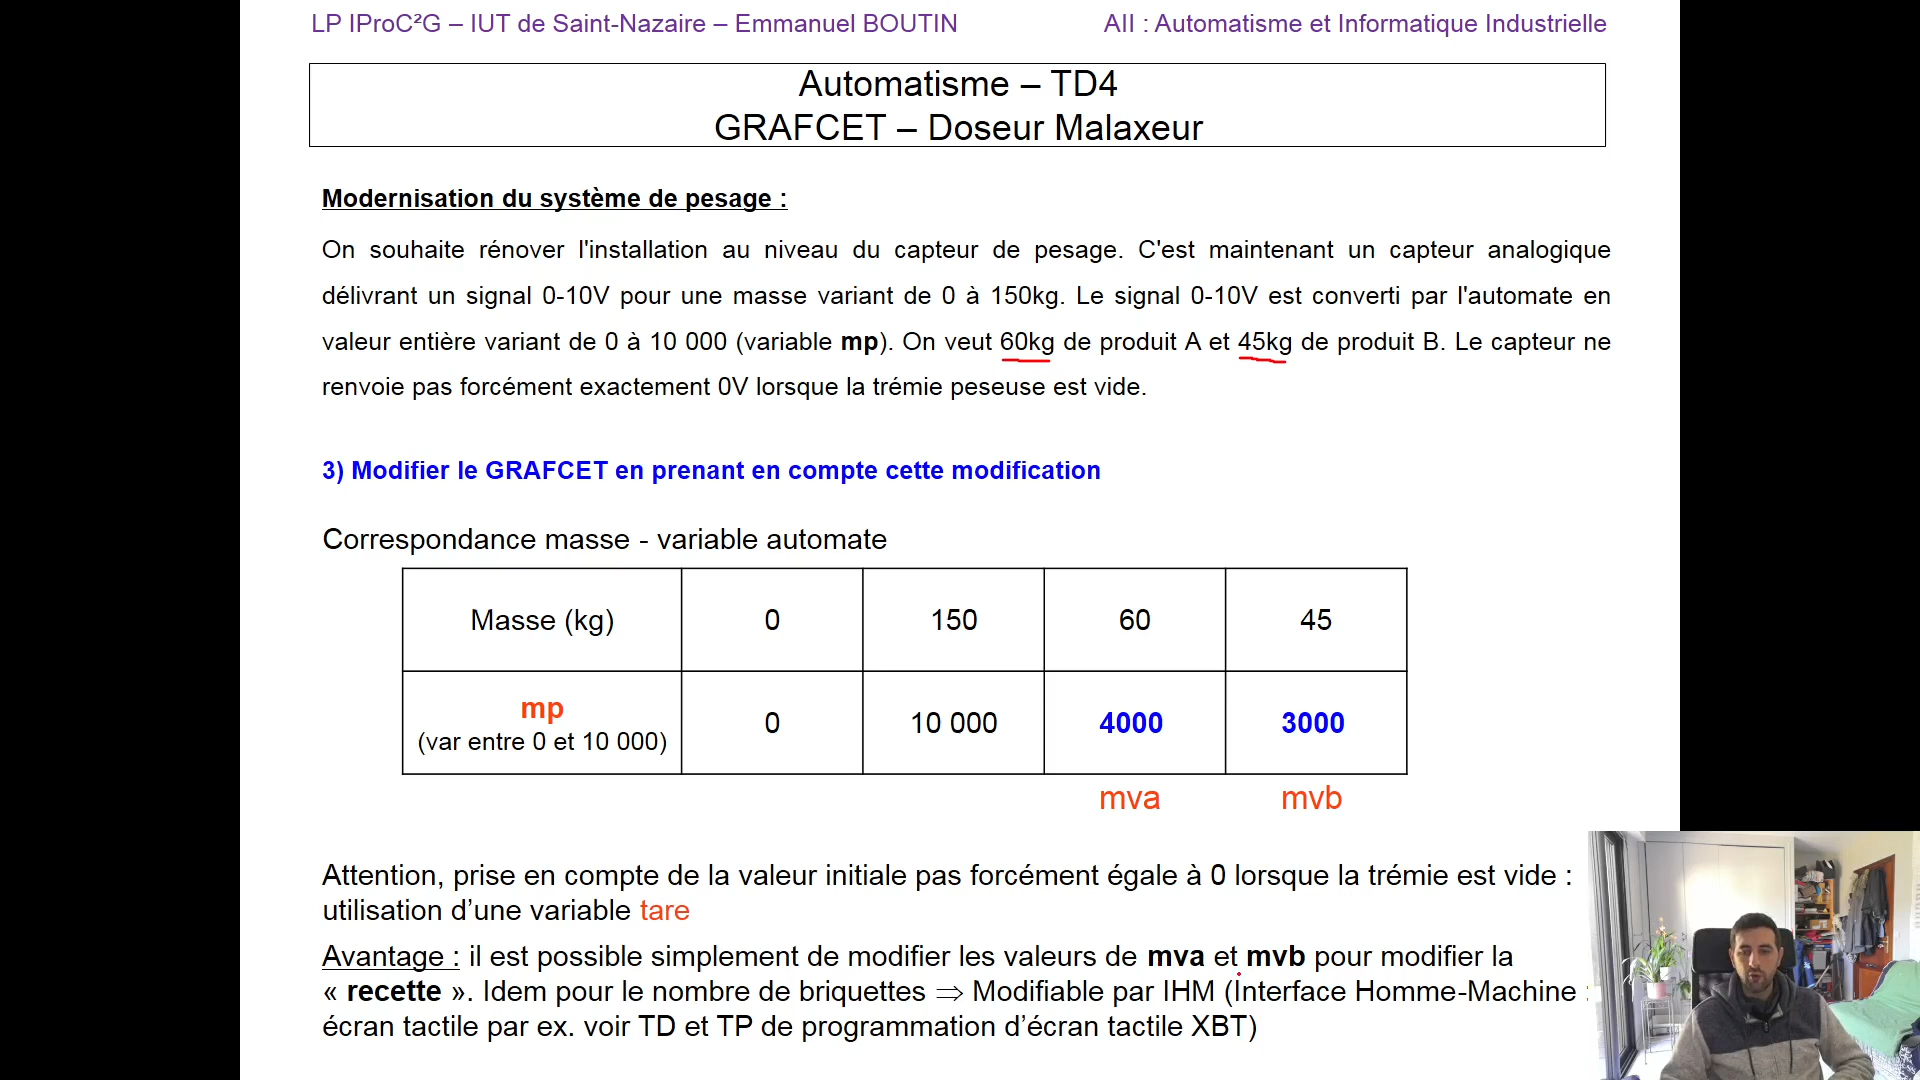 LP IProC²G – IUT de Saint-Nazaire – Emmanuel BOUTIN AII : Automatisme et Informatique Industrielle
Automatisme – TD4
GRAFCET – Doseur Malaxeur
Modernisation du système de pesage :
On souhaite rénover l'installation au niveau du capteur de pesage. C'est maintenant un capteur analogique
délivrant un signal 0-10V pour une masse variant de 0 à 150kg. Le signal 0-10V est converti par l'automate en
valeur entière variant de 0 à 10 000 (variable mp). On veut 60kg de produit A et 45kg de produit B. Le capteur ne
renvoie pas forcément exactement 0V lorsque la trémie peseuse est vide.
3) Modifier le GRAFCET en prenant en compte cette modification
Correspondance masse - variable automate
Masse (kg) 0 150 60 45
mp
(var entre 0 et 10 000) 0 10 000 4000 3000
mva mvb
Attention, prise en compte de la valeur initiale pas forcément égale à 0 lorsque la trémie est vide :
utilisation d’une variable tare
Avantage : il est possible simplement de modifier les valeurs de mva et mvb pour modifier la
« recette ». Idem pour le nombre de briquettes ⇒ Modifiable par IHM (Interface Homme-Machine :
écran tactile par ex. voir TD et TP de programmation d’écran tactile XBT)